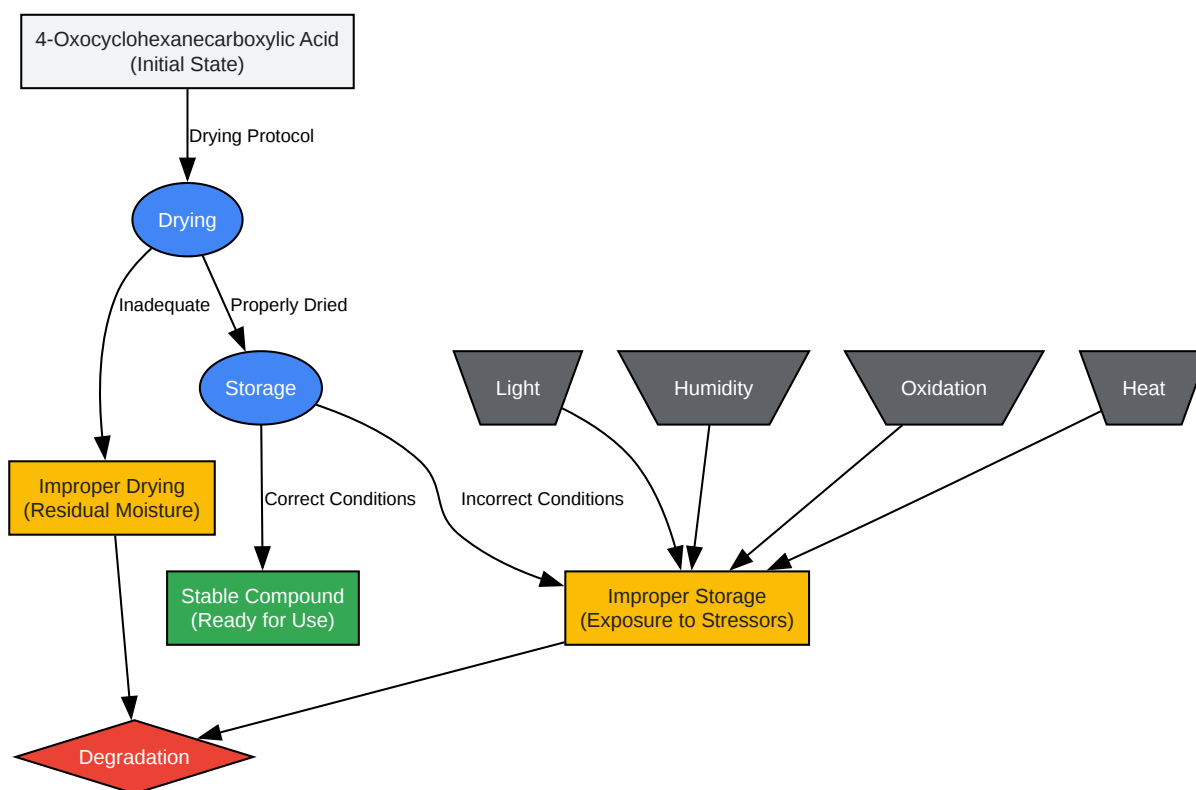 4-Oxocyclohexanecarboxylic Acid
(Initial State)
Drying Protocol
Drying
Inadequate
Properly Dried
Storage
Light
Humidity
Oxidation
Heat
Improper Drying
(Residual Moisture)
Correct Conditions
Incorrect Conditions
Stable Compound
(Ready for Use)
Improper Storage
(Exposure to Stressors)
Degradation